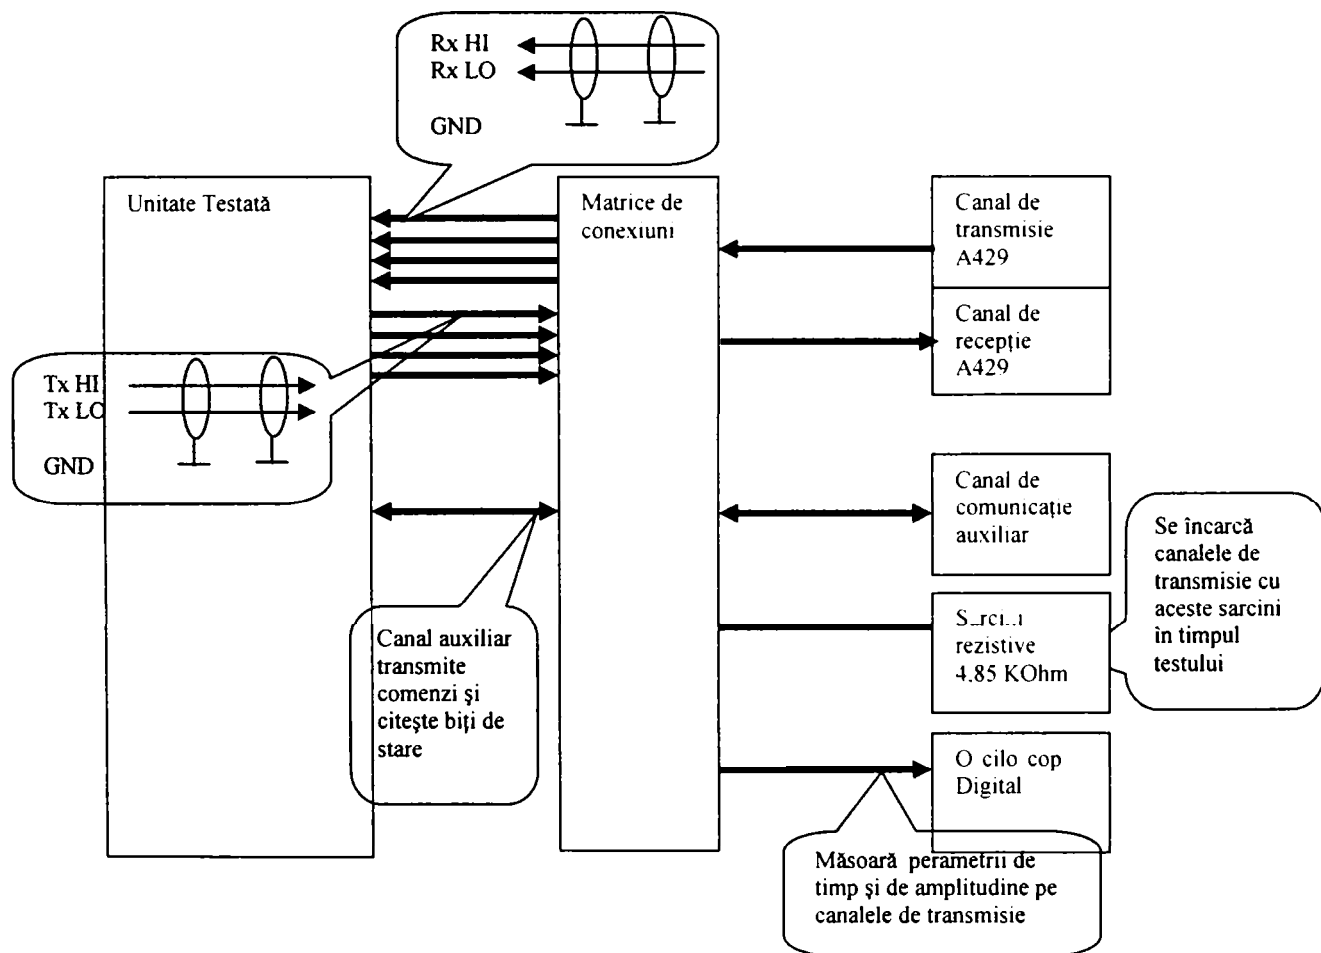 Rx HI
Rx LO
GND
Unitate Testată
Matrice de
conexiuni
Canal de
transmisie
A429
Canal de
recepție
A429
Tx HI
Tx LO
GND
Canal de
comunicație
auxiliar
Se încarcă
canalele de
transmisie cu
aceste sarcini
în timpul
testului
Canal auxiliar
transmite
comenzi și
citește biți de
stare
rezistive
4.85 KOhm
O cilo cop
Digital
Măsoară perametrii de
timp și de amplitudine pe
canalele de transmisie